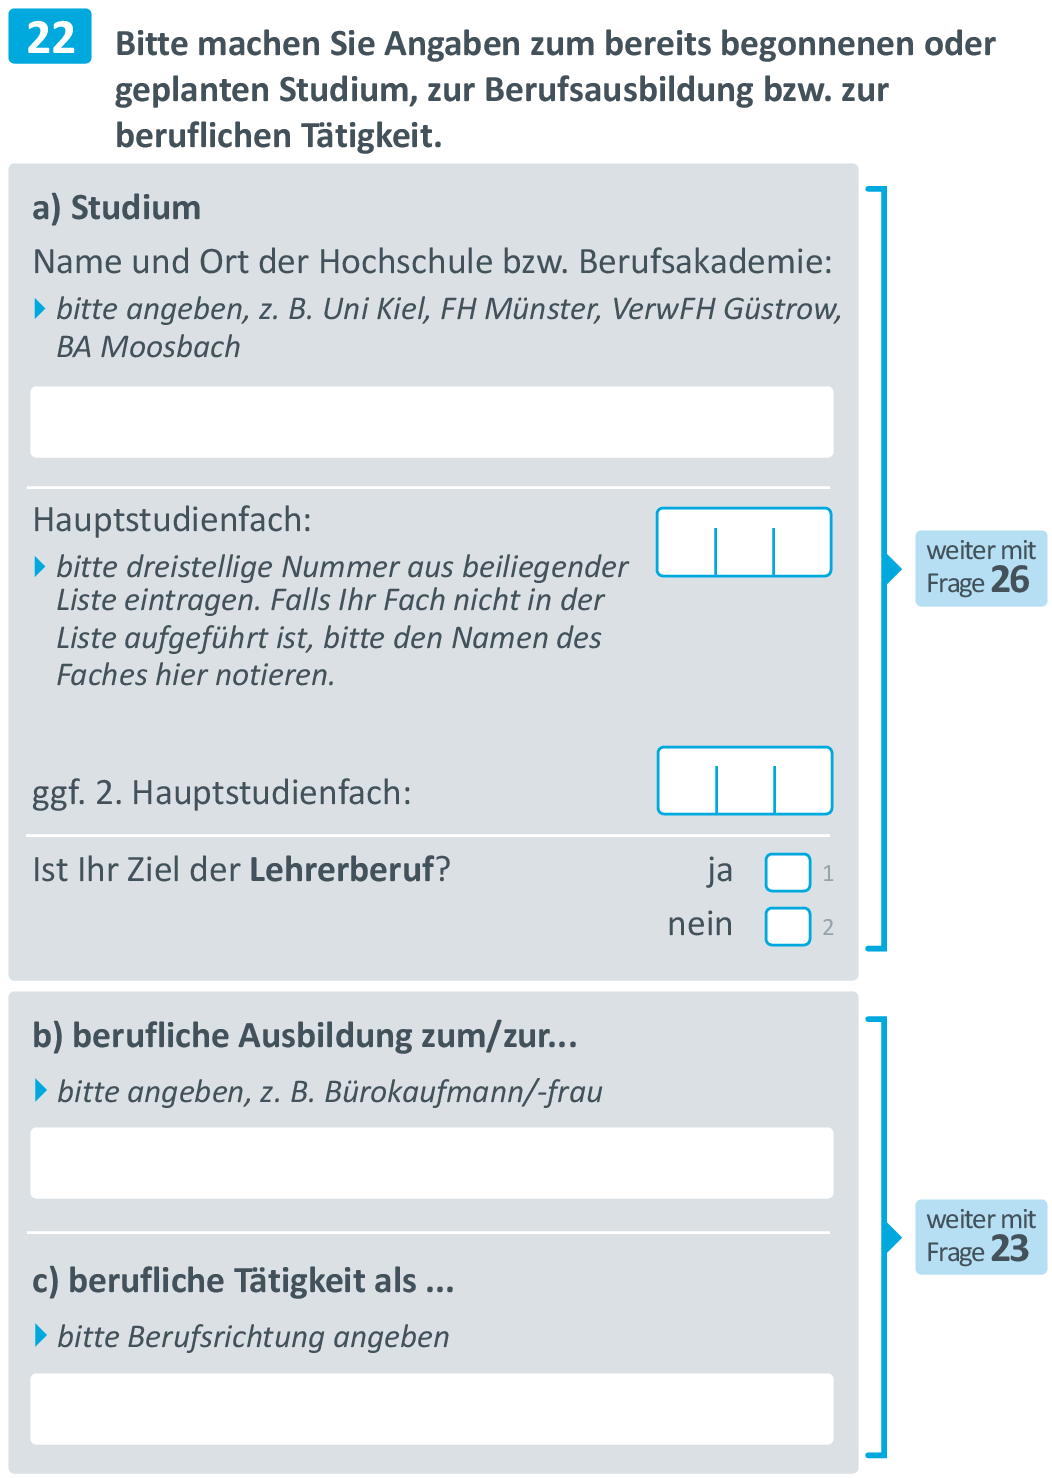 22
Bitte machen Sie Angaben zum bereits begonnenen oder
geplanten Studium, zur Berufsausbildung bzw. zur
beruflichen Tätigkeit.
a) Studium
Name und Ort der Hochschule bzw. Berufsakademie:
bitte angeben, z. B. Uni Kiel, FH Münster, VerwFH Güstrow,
BA Moosbach
Hauptstudienfach:
bitte dreistellige Nummer aus beiliegender
Liste eintragen. Falls Ihr Fach nicht in der
Liste aufgeführt ist, bitte den Namen des
Faches hier notieren.
ggf. 2. Hauptstudienfach:
Ist Ihr Ziel der Lehrerberuf? ja 1
nein 2
weiter mit
Frage 26
b) berufliche Ausbildung zum/zur...
bitte angeben, z. B. Bürokaufmann/-frau
c) berufliche Tätigkeit als ...
bitte Berufsrichtung angeben
weiter mit
Frage 23